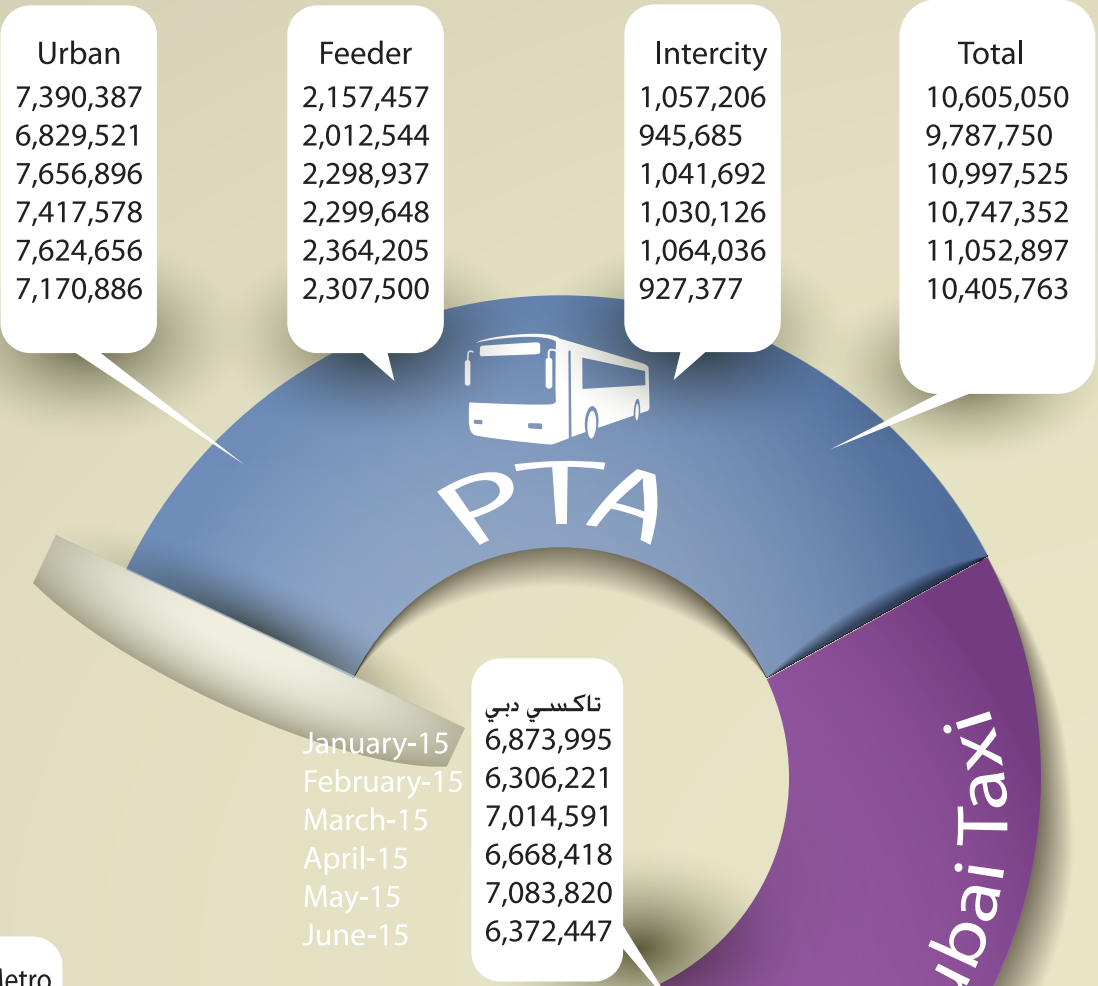 Urban
7,390,387
6,829,521
7,656,896
7,417,578
7,624,656
7,170,886
Feeder
2,157,457
2,012,544
2,298,937
2,299,648
2,364,205
2,307,500
Intercity
1,057,206
945,685
1,041,692
1,030,126
1,064,036
927,377
Total
10,605,050
9,787,750
10,997,525
10,747,352
11,052,897
10,405,763
PTA
تاكسي دبي
January-15 6,873,995
February-15 6,306,221
March-15 7,014,591
April-15 6,668,418
May-15 7,083,820
June-15 6,372,447
ubai Taxi
etro